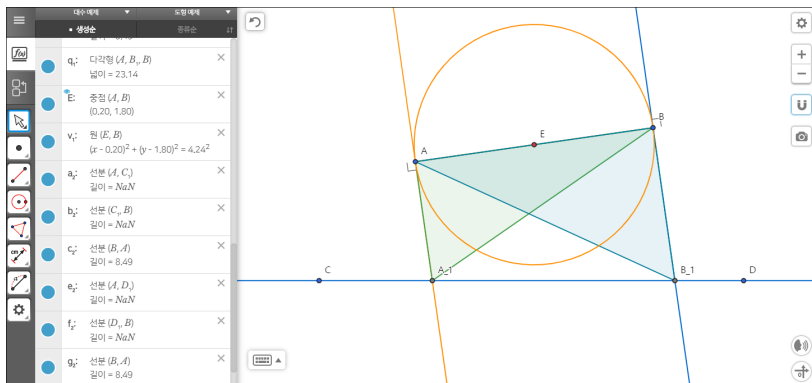 대수 예제 ▼ 도형 예제 ▼
• 생성순 종류순
f(x)
q₁: 다각형 (A, B₁, B)
넓이 = 23.14
E: 중점 (A, B)
(0.20, 1.80)
v₁: 원 (E, B)
(x - 0.20)² + (y - 1.80)² = 4.24²
a₂: 선분 (A, C₁)
길이 = NaN
b₂: 선분 (C₁, B)
길이 = NaN
c₂: 선분 (B, A)
길이 = 8.49
e₂: 선분 (A, D₁)
길이 = NaN
f₂: 선분 (D₁, B)
길이 = NaN
g₂: 선분 (B, A)
길이 = 8.49
B
E
A
C
A_1
B_1
D